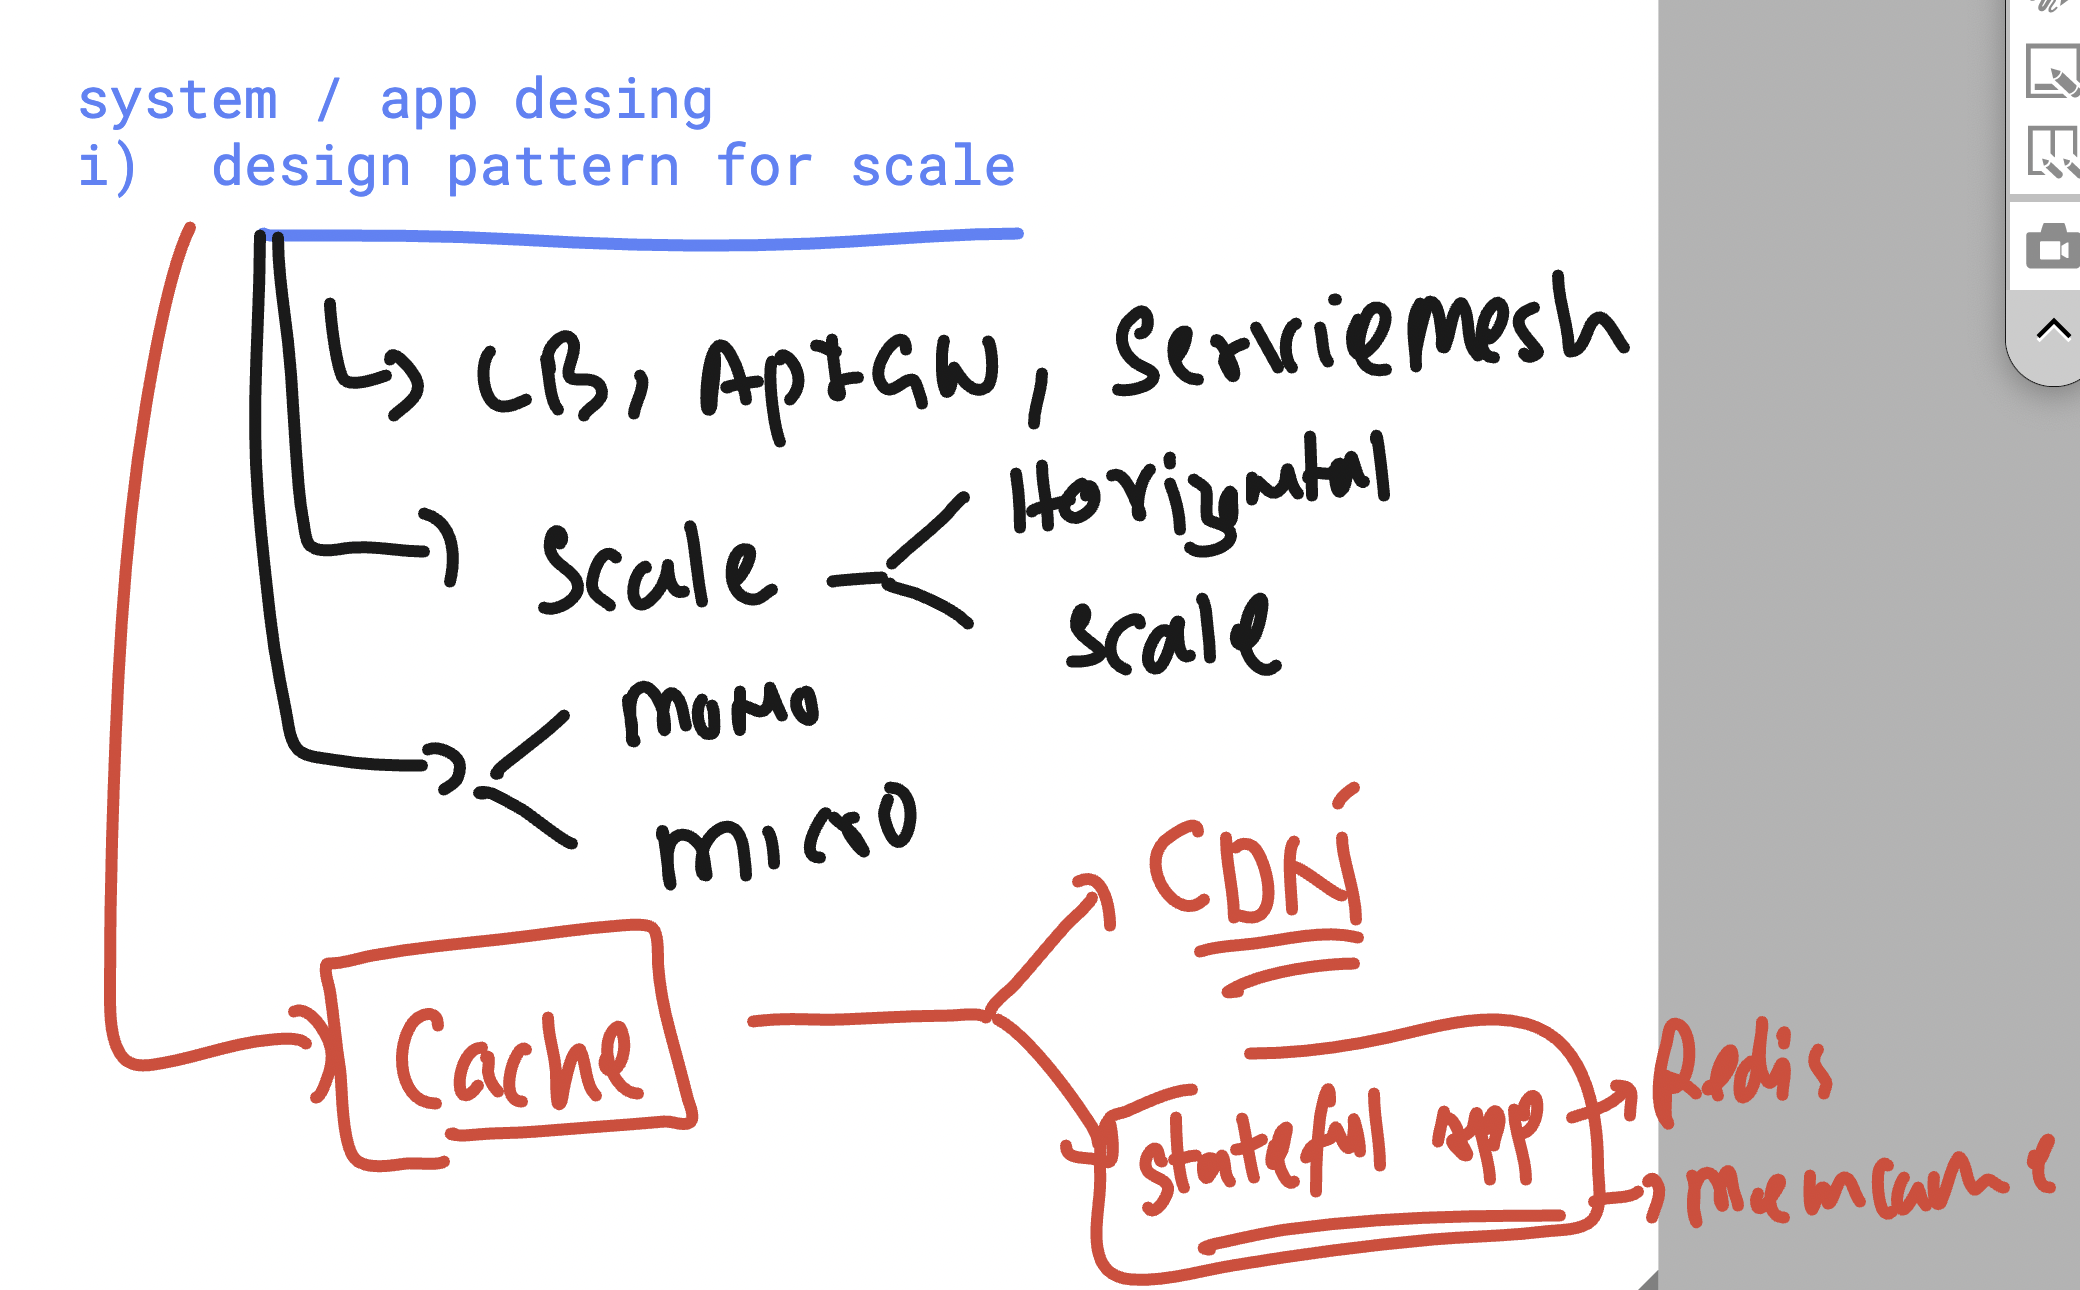 system / app desing
i) design pattern for scale
LB, ApIGW, Serviemesh
Scale
Horizontal
scale
mono
micro
CDN
Cache
stateful app
Redis
memcache